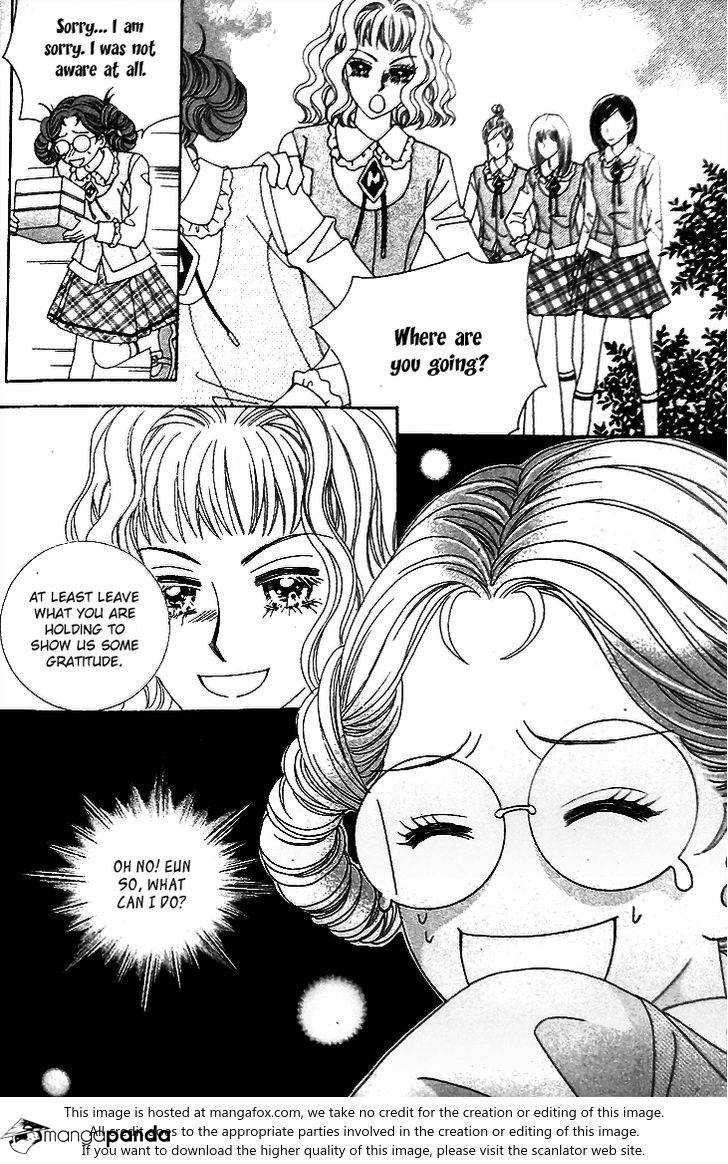 Sorry... I am
sorry. I was not
aware at all.
Where are
you going?
AT LEAST LEAVE
WHAT YOU ARE
HOLDING TO
SHOW US SOME
GRATITUDE.
OH NO! EUN
SO, WHAT
CAN I DO?
This image is hosted at mangafox.com, we take no credit for the creation or editing of this image.
All credit goes to the appropriate parties involved in the creation or editing of this image.
If you want to download the higher quality of this image, please visit the scanlator web site.
mangapanda